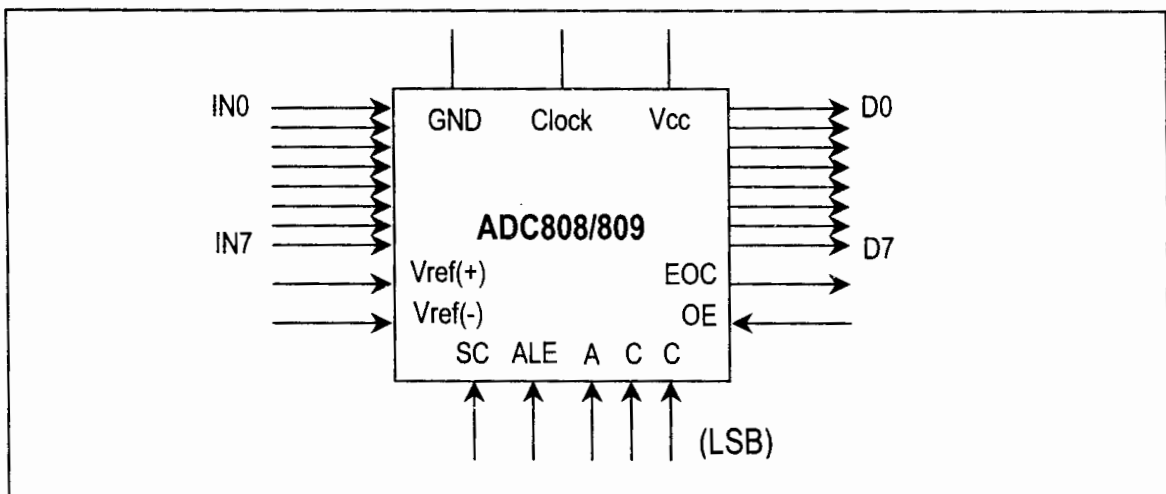 IN0
GND Clock Vcc
D0
ADC808/809
IN7
D7
Vref(+)
EOC
Vref(-)
OE
SC ALE A C C
(LSB)